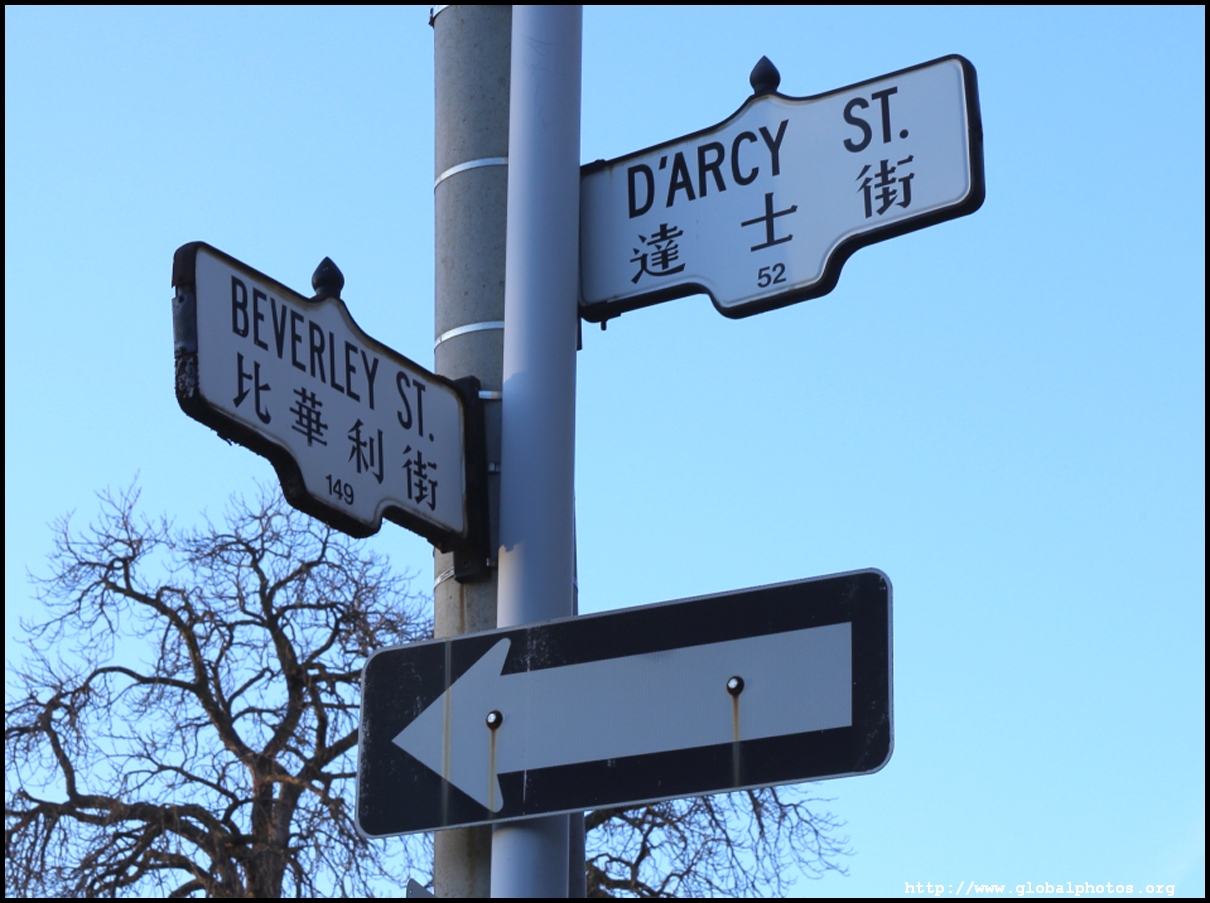 D'ARCY ST.
達士街
52
BEVERLEY ST.
比華利街
149
http://www.globalphotos.org